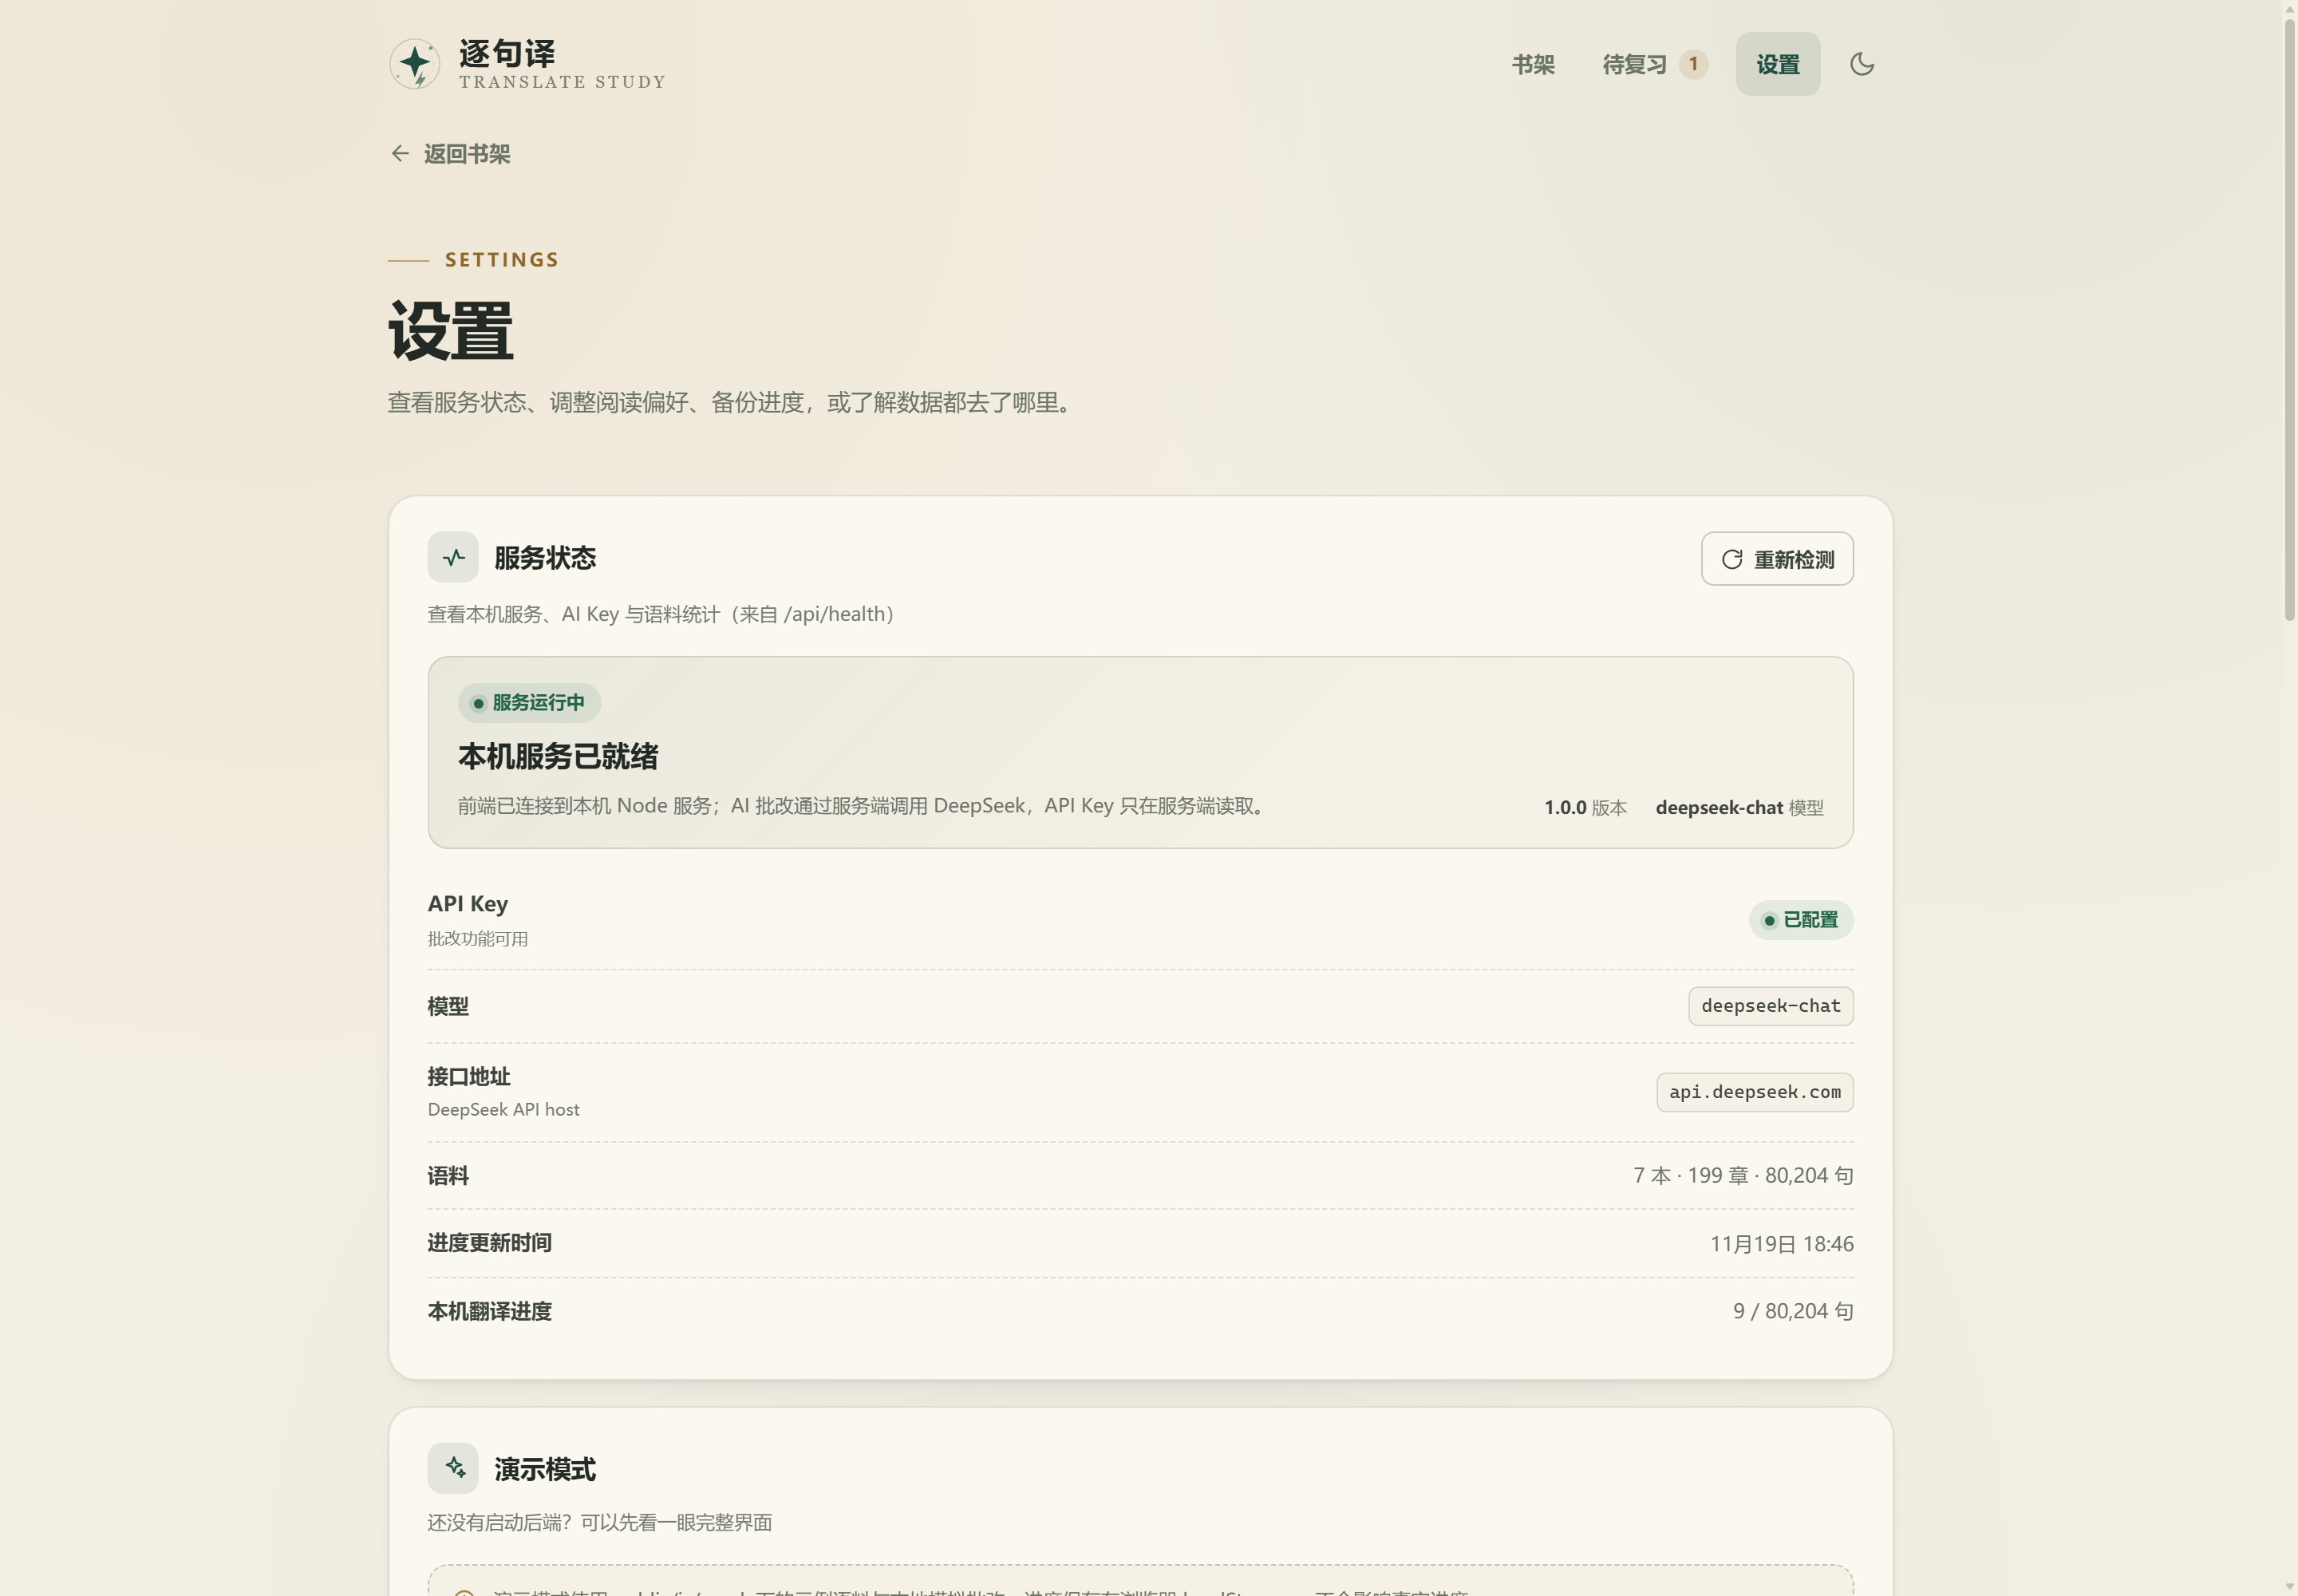 逐句译
TRANSLATE STUDY
书架
待复习 1
设置
返回书架
SETTINGS
设置
查看服务状态、调整阅读偏好、备份进度，或了解数据都去了哪里。
服务状态
重新检测
查看本机服务、AI Key 与语料统计（来自 /api/health）
服务运行中
本机服务已就绪
前端已连接到本机 Node 服务；AI 批改通过服务端调用 DeepSeek，API Key 只在服务端读取。
1.0.0 版本
deepseek-chat 模型
API Key
批改功能可用
已配置
模型
deepseek-chat
接口地址
DeepSeek API host
api.deepseek.com
语料
7 本 · 199 章 · 80,204 句
进度更新时间
11月19日 18:46
本机翻译进度
9 / 80,204 句
演示模式
还没有启动后端？可以先看一眼完整界面